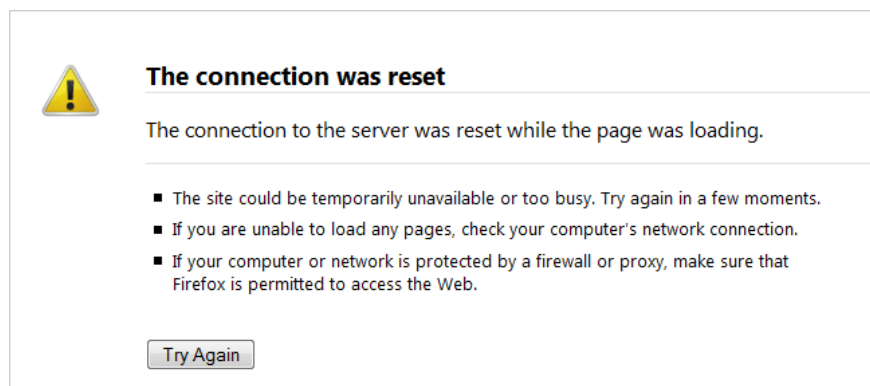 The connection was reset
The connection to the server was reset while the page was loading.
The site could be temporarily unavailable or too busy. Try again in a few moments.
If you are unable to load any pages, check your computer's network connection.
If your computer or network is protected by a firewall or proxy, make sure that
Firefox is permitted to access the Web.
Try Again